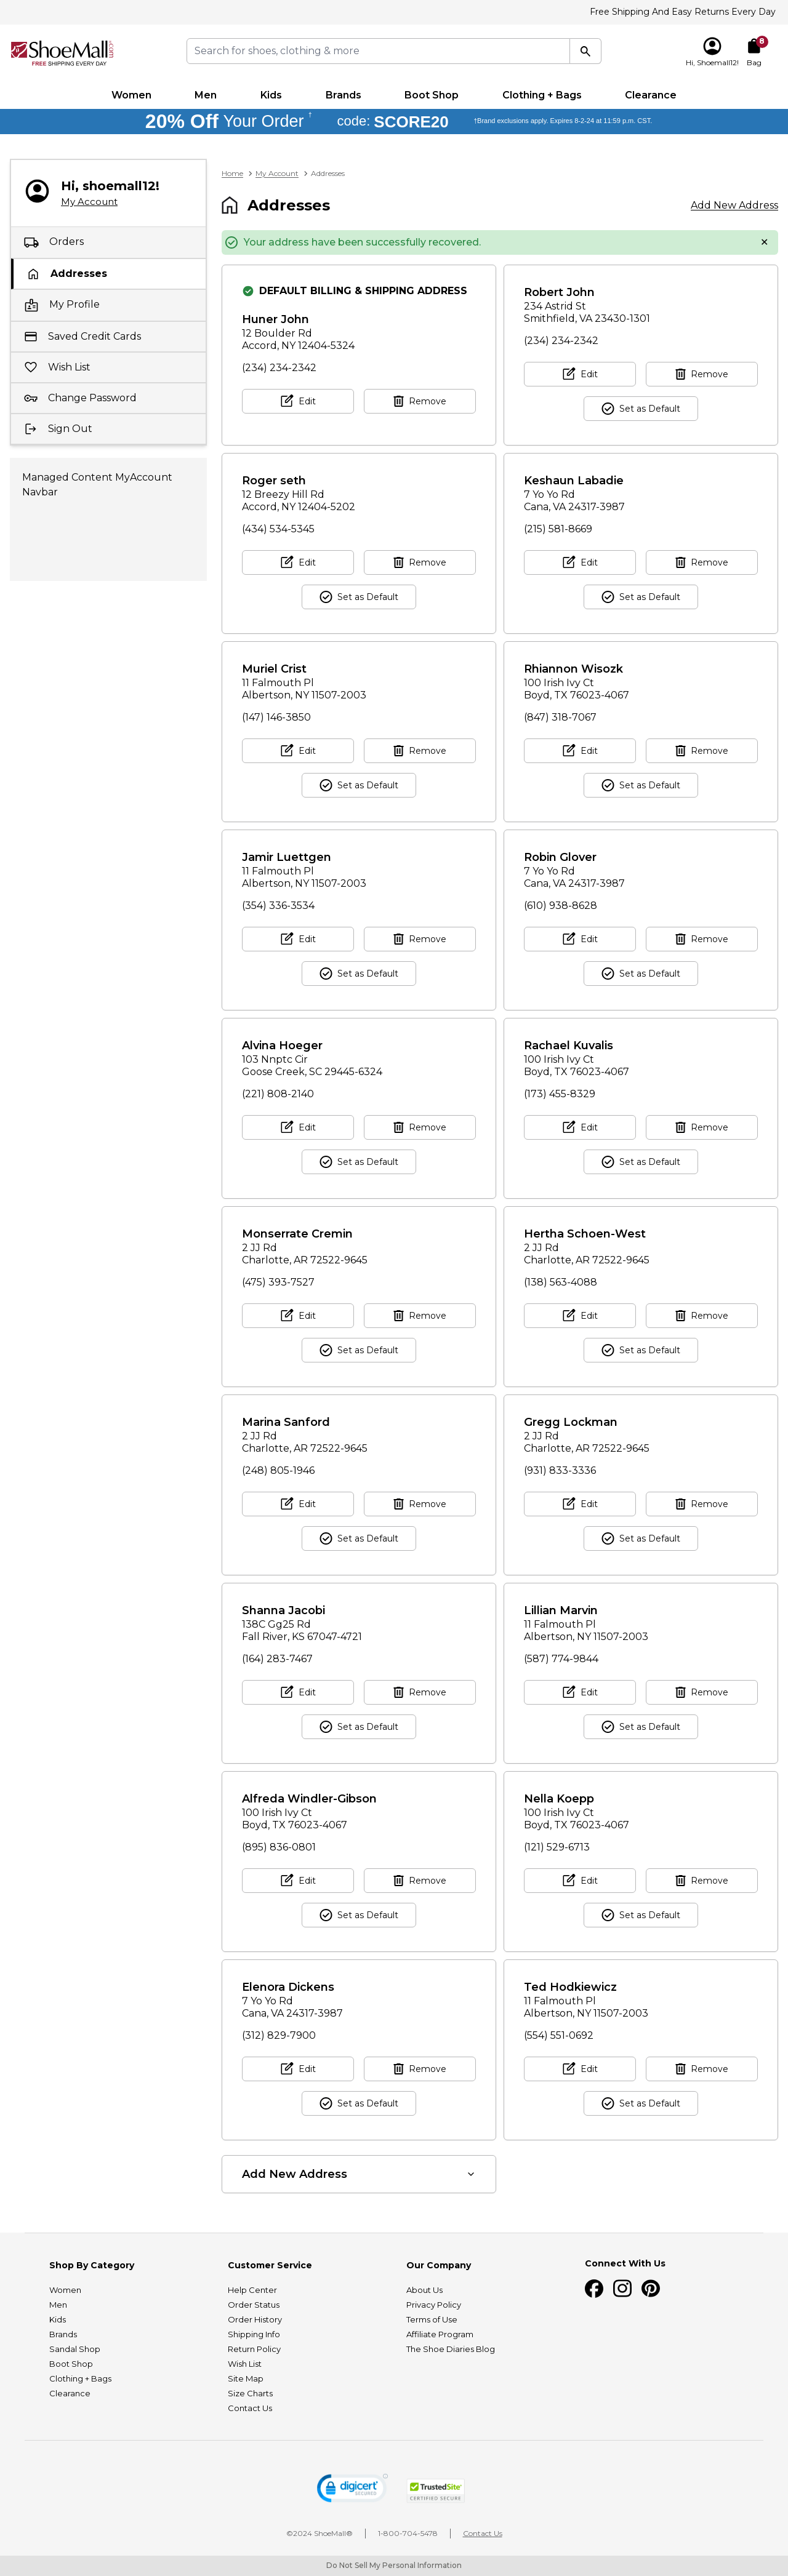 Free Shipping And Easy Returns Every Day
ShoeMall.com
FREE SHIPPING EVERY DAY
Search for shoes, clothing & more
Hi, Shoemall12!
8
Bag
Women Men Kids Brands Boot Shop Clothing + Bags Clearance
20% Off Your Order † code: SCORE20 †Brand exclusions apply. Expires 8-2-24 at 11:59 p.m. CST.
Hi, shoemall12!
My Account
Orders
Addresses
My Profile
Saved Credit Cards
Wish List
Change Password
Sign Out
Managed Content MyAccount
Navbar
Home > My Account > Addresses
Addresses
Add New Address
Your address have been successfully recovered.
DEFAULT BILLING & SHIPPING ADDRESS
Huner John
12 Boulder Rd
Accord, NY 12404-5324
(234) 234-2342
Edit Remove
Robert John
234 Astrid St
Smithfield, VA 23430-1301
(234) 234-2342
Edit Remove
Set as Default
Roger seth
12 Breezy Hill Rd
Accord, NY 12404-5202
(434) 534-5345
Edit Remove
Set as Default
Keshaun Labadie
7 Yo Yo Rd
Cana, VA 24317-3987
(215) 581-8669
Edit Remove
Set as Default
Muriel Crist
11 Falmouth Pl
Albertson, NY 11507-2003
(147) 146-3850
Edit Remove
Set as Default
Rhiannon Wisozk
100 Irish Ivy Ct
Boyd, TX 76023-4067
(847) 318-7067
Edit Remove
Set as Default
Jamir Luettgen
11 Falmouth Pl
Albertson, NY 11507-2003
(354) 336-3534
Edit Remove
Set as Default
Robin Glover
7 Yo Yo Rd
Cana, VA 24317-3987
(610) 938-8628
Edit Remove
Set as Default
Alvina Hoeger
103 Nnptc Cir
Goose Creek, SC 29445-6324
(221) 808-2140
Edit Remove
Set as Default
Rachael Kuvalis
100 Irish Ivy Ct
Boyd, TX 76023-4067
(173) 455-8329
Edit Remove
Set as Default
Monserrate Cremin
2 JJ Rd
Charlotte, AR 72522-9645
(475) 393-7527
Edit Remove
Set as Default
Hertha Schoen-West
2 JJ Rd
Charlotte, AR 72522-9645
(138) 563-4088
Edit Remove
Set as Default
Marina Sanford
2 JJ Rd
Charlotte, AR 72522-9645
(248) 805-1946
Edit Remove
Set as Default
Gregg Lockman
2 JJ Rd
Charlotte, AR 72522-9645
(931) 833-3336
Edit Remove
Set as Default
Shanna Jacobi
138C Gg25 Rd
Fall River, KS 67047-4721
(164) 283-7467
Edit Remove
Set as Default
Lillian Marvin
11 Falmouth Pl
Albertson, NY 11507-2003
(587) 774-9844
Edit Remove
Set as Default
Alfreda Windler-Gibson
100 Irish Ivy Ct
Boyd, TX 76023-4067
(895) 836-0801
Edit Remove
Set as Default
Nella Koepp
100 Irish Ivy Ct
Boyd, TX 76023-4067
(121) 529-6713
Edit Remove
Set as Default
Elenora Dickens
7 Yo Yo Rd
Cana, VA 24317-3987
(312) 829-7900
Edit Remove
Set as Default
Ted Hodkiewicz
11 Falmouth Pl
Albertson, NY 11507-2003
(554) 551-0692
Edit Remove
Set as Default
Add New Address
Shop By Category
Women
Men
Kids
Brands
Sandal Shop
Boot Shop
Clothing + Bags
Clearance
Customer Service
Help Center
Order Status
Order History
Shipping Info
Return Policy
Wish List
Site Map
Size Charts
Contact Us
Our Company
About Us
Privacy Policy
Terms of Use
Affiliate Program
The Shoe Diaries Blog
Connect With Us
digicert
SECURED
TrustedSite
CERTIFIED SECURE
©2024 ShoeMall® | 1-800-704-5478 | Contact Us
Do Not Sell My Personal Information